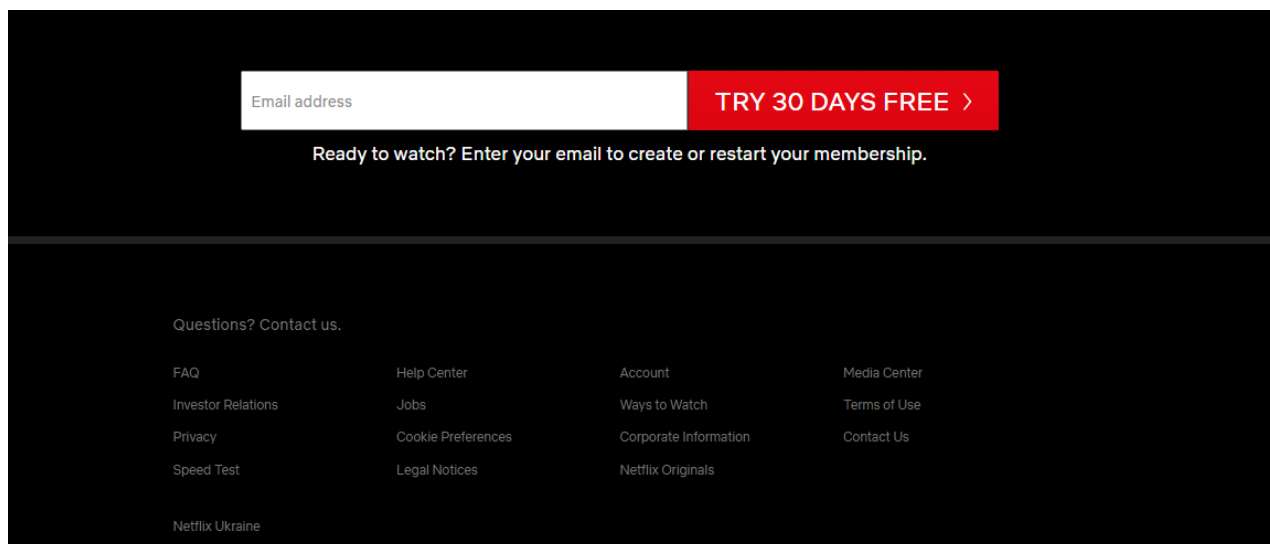 Email address
TRY 30 DAYS FREE >
Ready to watch? Enter your email to create or restart your membership.
Questions? Contact us.
FAQ Help Center Account Media Center
Investor Relations Jobs Ways to Watch Terms of Use
Privacy Cookie Preferences Corporate Information Contact Us
Speed Test Legal Notices Netflix Originals
Netflix Ukraine